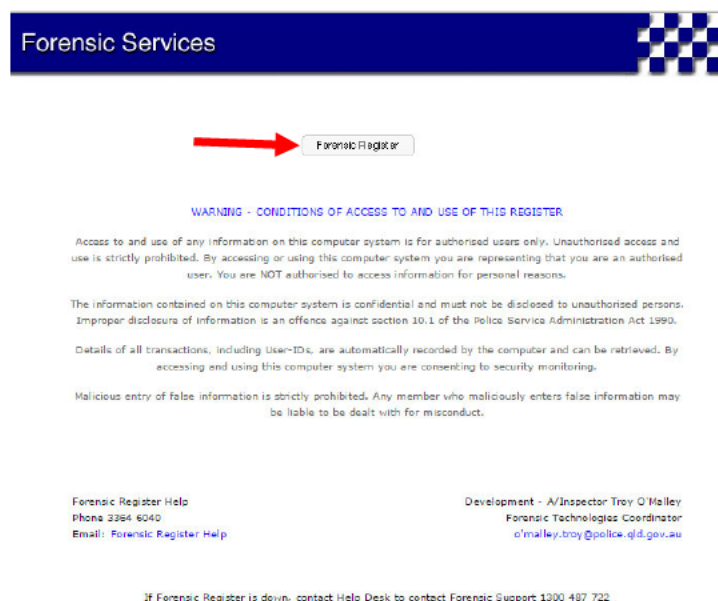 Forensic Services
Forensic Register
WARNING - CONDITIONS OF ACCESS TO AND USE OF THIS REGISTER
Access to and use of any information on this computer system is for authorised users only. Unauthorised access and
use is strictly prohibited. By accessing or using this computer system you are representing that you are an authorised
user. You are NOT authorised to access information for personal reasons.
The information contained on this computer system is confidential and must not be disclosed to unauthorised persons.
Improper disclosure of information is an offence against section 10.1 of the Police Service Administration Act 1990.
Details of all transactions, including User-IDs, are automatically recorded by the computer and can be retrieved. By
accessing and using this computer system you are consenting to security monitoring.
Malicious entry of false information is strictly prohibited. Any member who maliciously enters false information may
be liable to be dealt with for misconduct.
Forensic Register Help
Phone 3364 6040
Email: Forensic Register Help
Development - A/Inspector Troy O'Malley
Forensic Technologies Coordinator
o'malley.troy@police.qld.gov.au
If Forensic Register is down, contact Help Desk to contact Forensic Support 1300 487 722